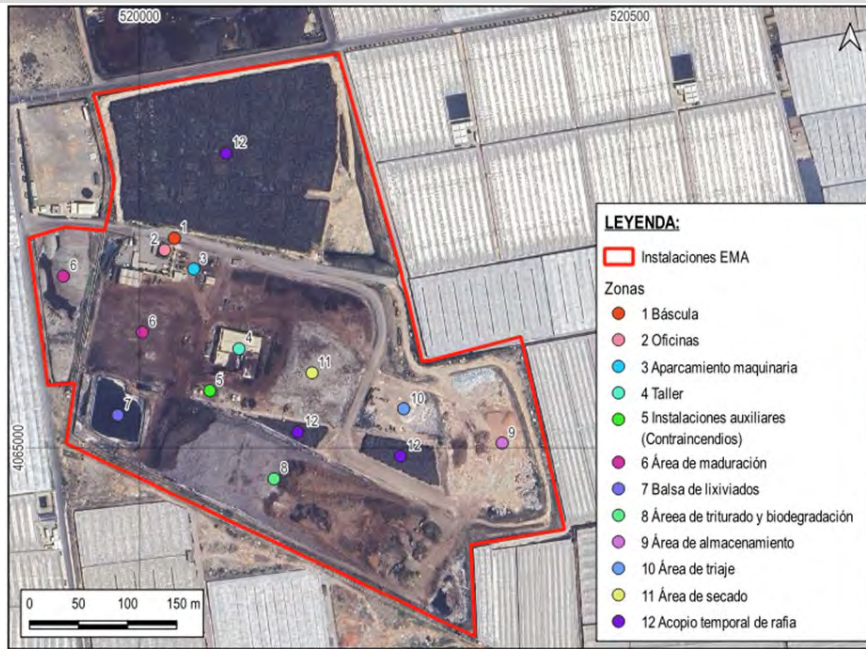 520000
520500
12
1
2
3
6
6
4
11
5
10
7
12
12
9
8
4065000
0 50 100 150 m
LEYENDA:
Instalaciones EMA
Zonas
1 Báscula
2 Oficinas
3 Aparcamiento maquinaria
4 Taller
5 Instalaciones auxiliares
(Contraincendios)
6 Área de maduración
7 Balsa de lixiviados
8 Áreea de triturado y biodegradación
9 Área de almacenamiento
10 Área de triaje
11 Área de secado
12 Acopio temporal de rafia